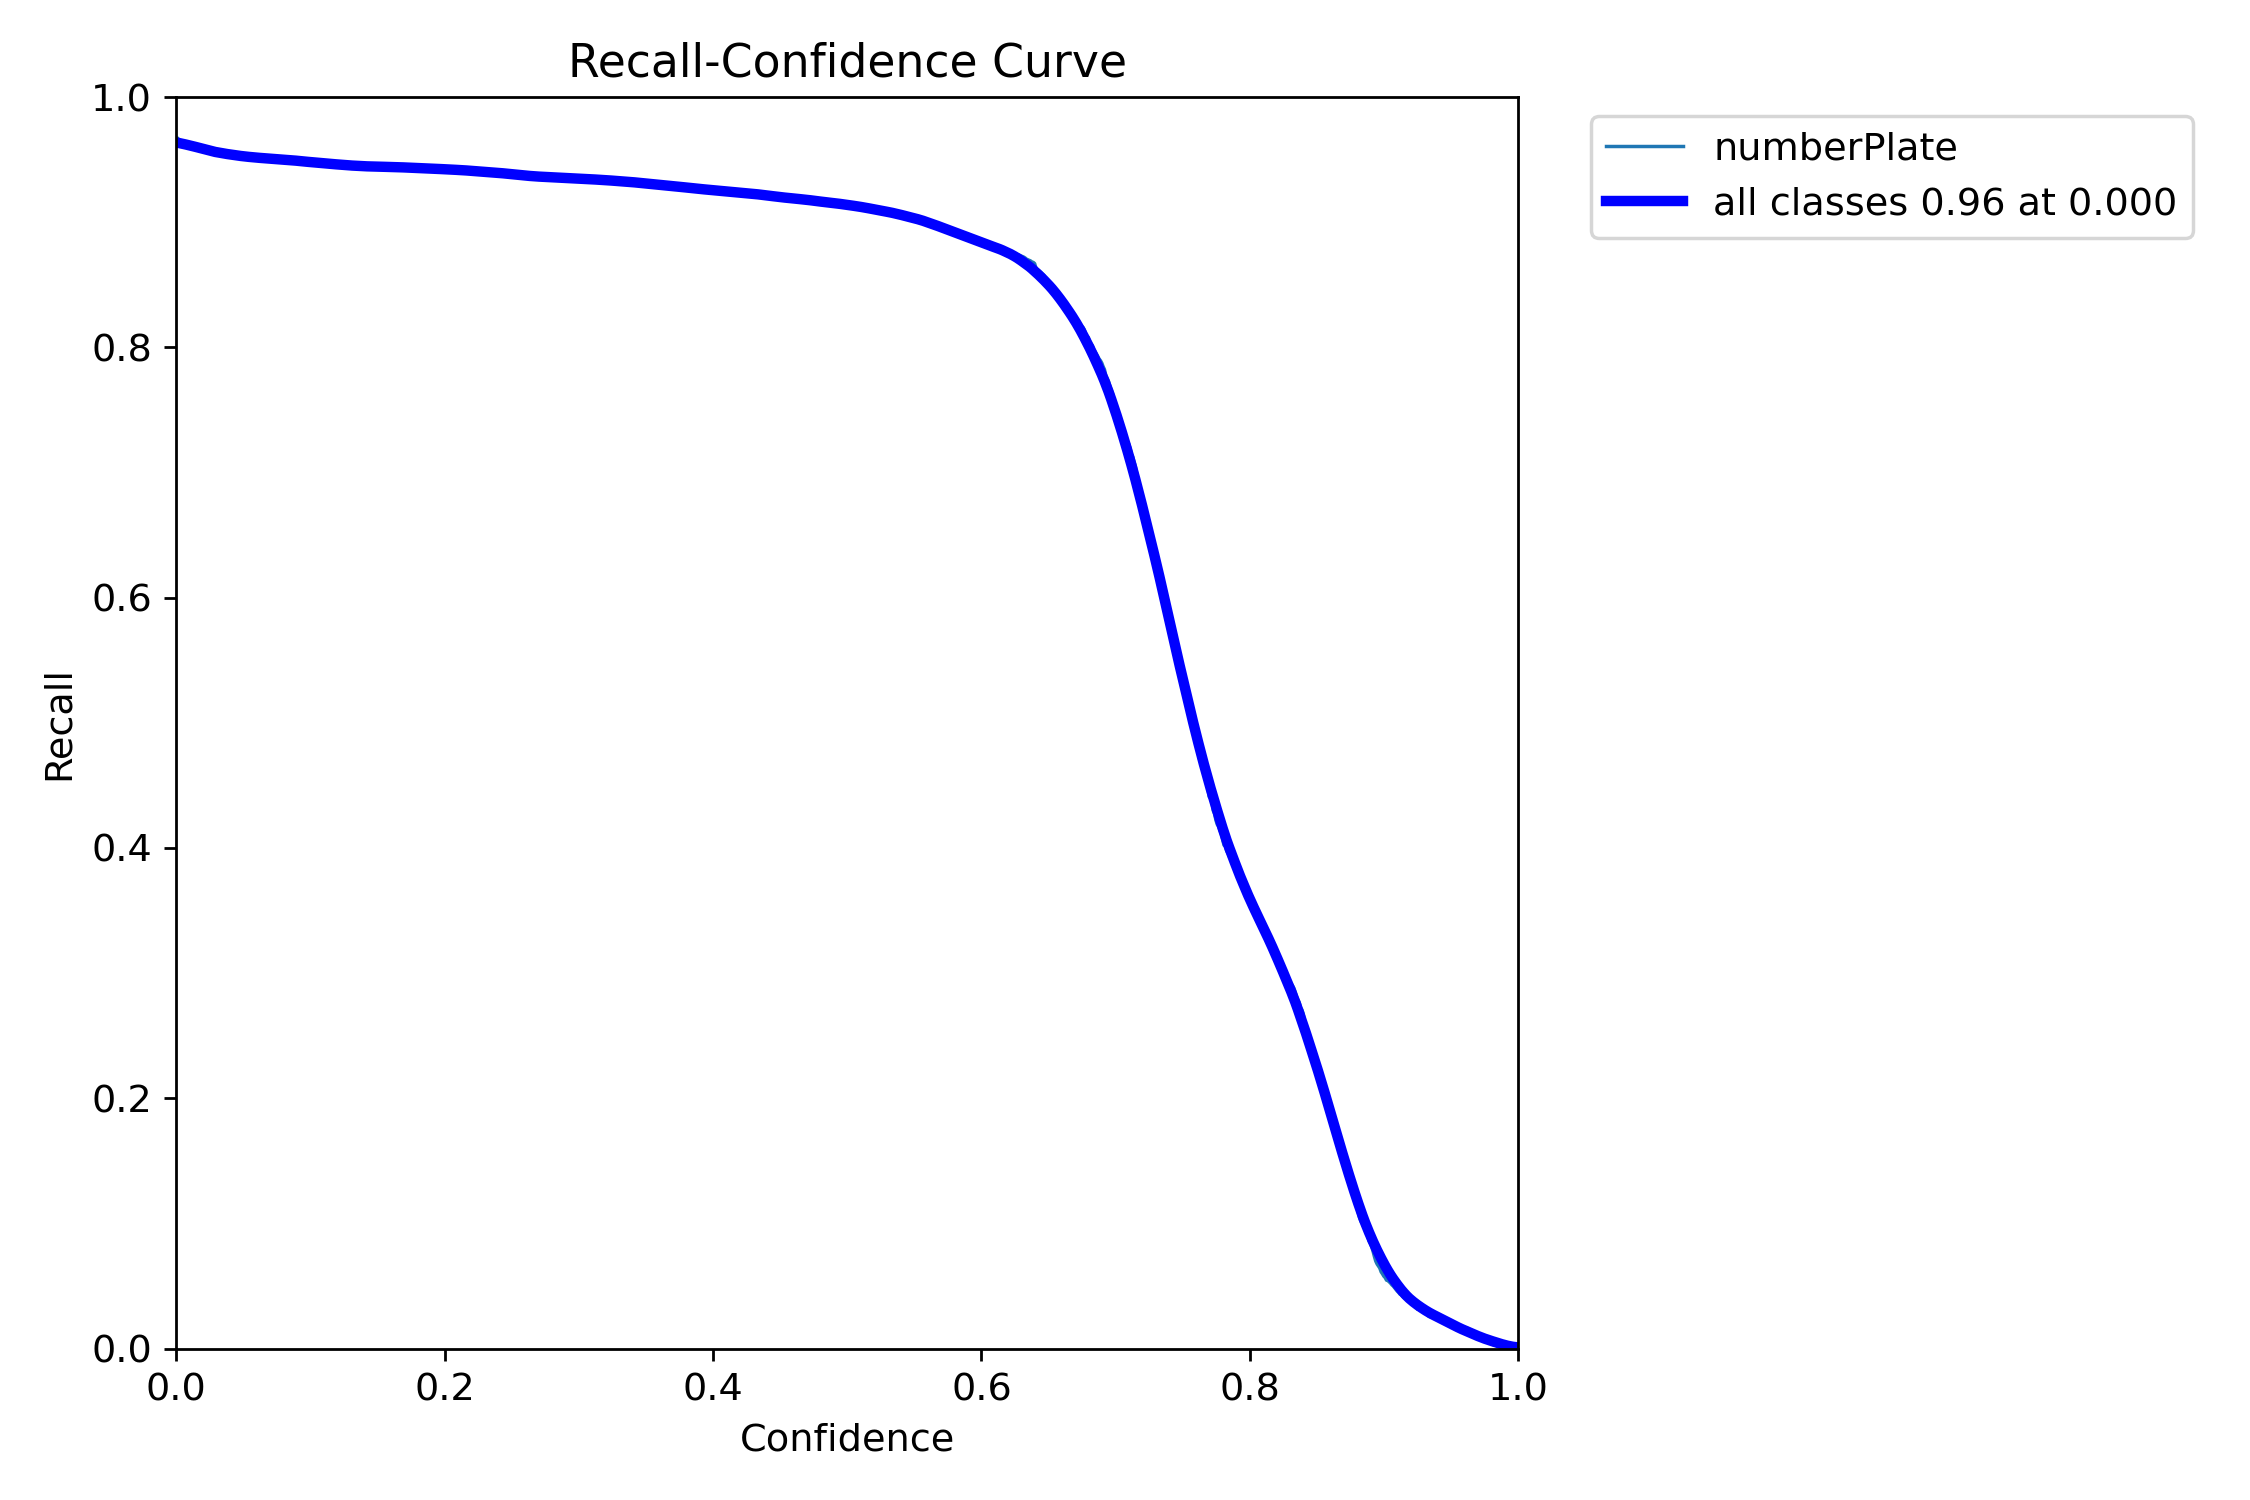 Recall-Confidence Curve
1.0
0.8
0.6
0.4
0.2
0.0
Recall
0.0 0.2 0.4 0.6 0.8 1.0
Confidence
numberPlate
all classes 0.96 at 0.000